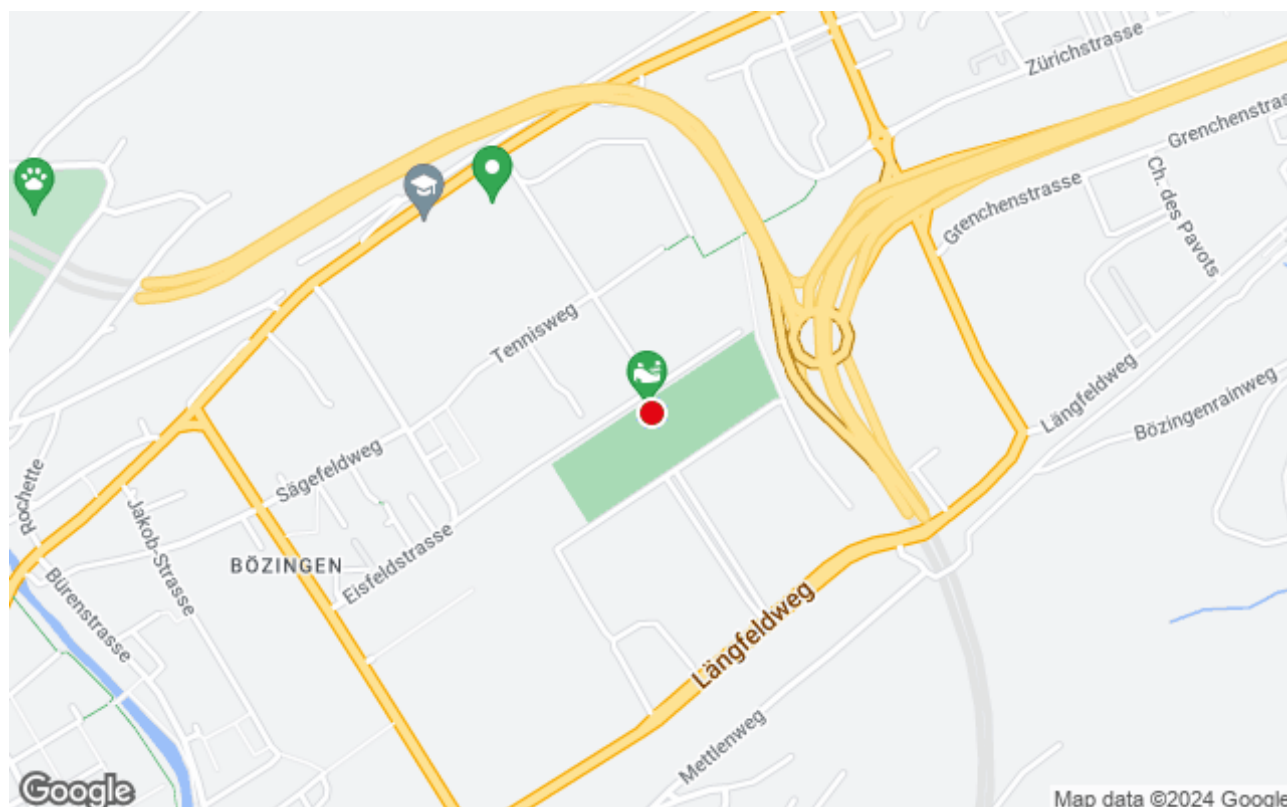 Zürichstrasse
Grenchenstras
Grenchenstrasse
Ch. des Pavots
Tennisweg
Längfeldweg
Bözingenrainweg
Sägefeldweg
Rochette
Jakob-Strasse
BÖZINGEN
Eisfeldstrasse
Bürenstrasse
Längfeldweg
Mettlenweg
Google
Map data ©2024 Google